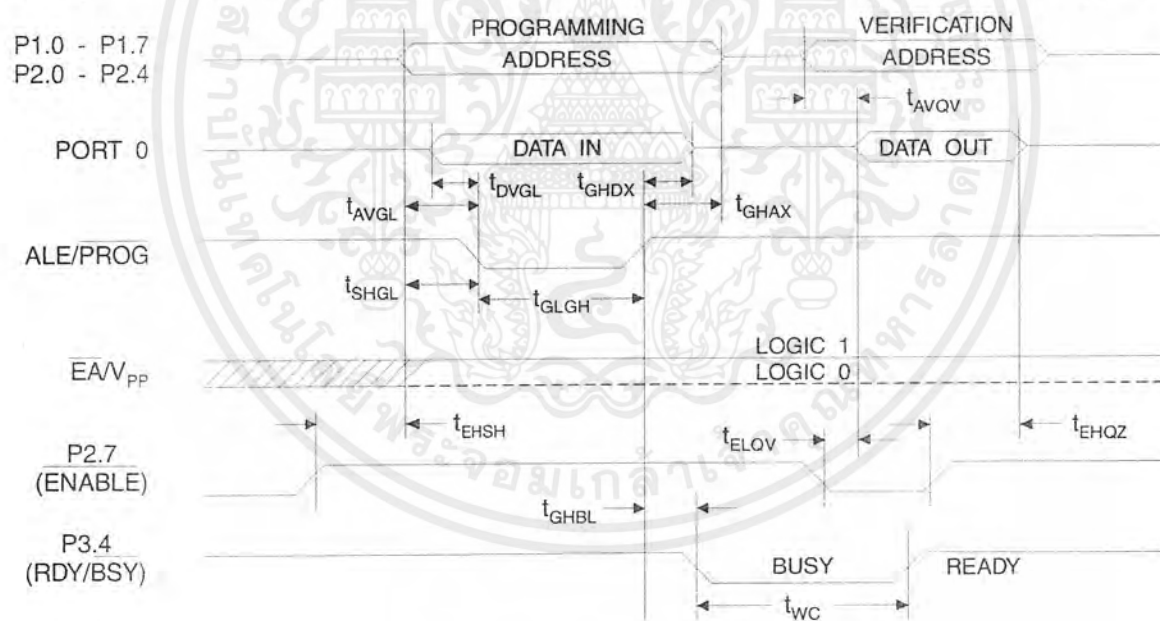 P1.0 - P1.7
P2.0 - P2.4
PROGRAMMING
ADDRESS
VERIFICATION
ADDRESS
tAVQV
PORT 0
DATA IN
DATA OUT
tDVGL
tGHDX
tAVGL
tGHAX
ALE/PROG
tSHGL
tGLGH
EA/VPP
LOGIC 1
LOGIC 0
tEHSH
tELQV
tEHQZ
P2.7
(ENABLE)
tGHBL
P3.4
(RDY/BSY)
BUSY
READY
tWC